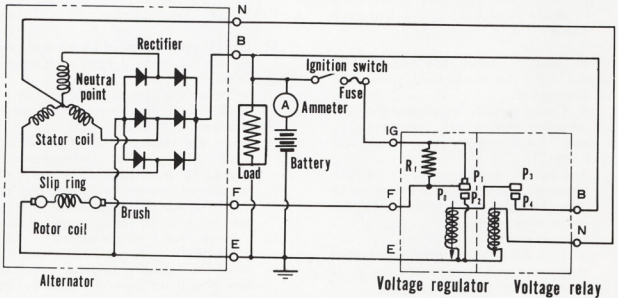 N
B
Rectifier
Ignition switch
Neutral
point
Fuse
A
Ammeter
Stator coil
IG
Battery
Load
Rf
P1
P3
Slip ring
F
F
P0
P2
P4
B
Brush
Rotor coil
N
E
E
Alternator
Voltage regulator
Voltage relay